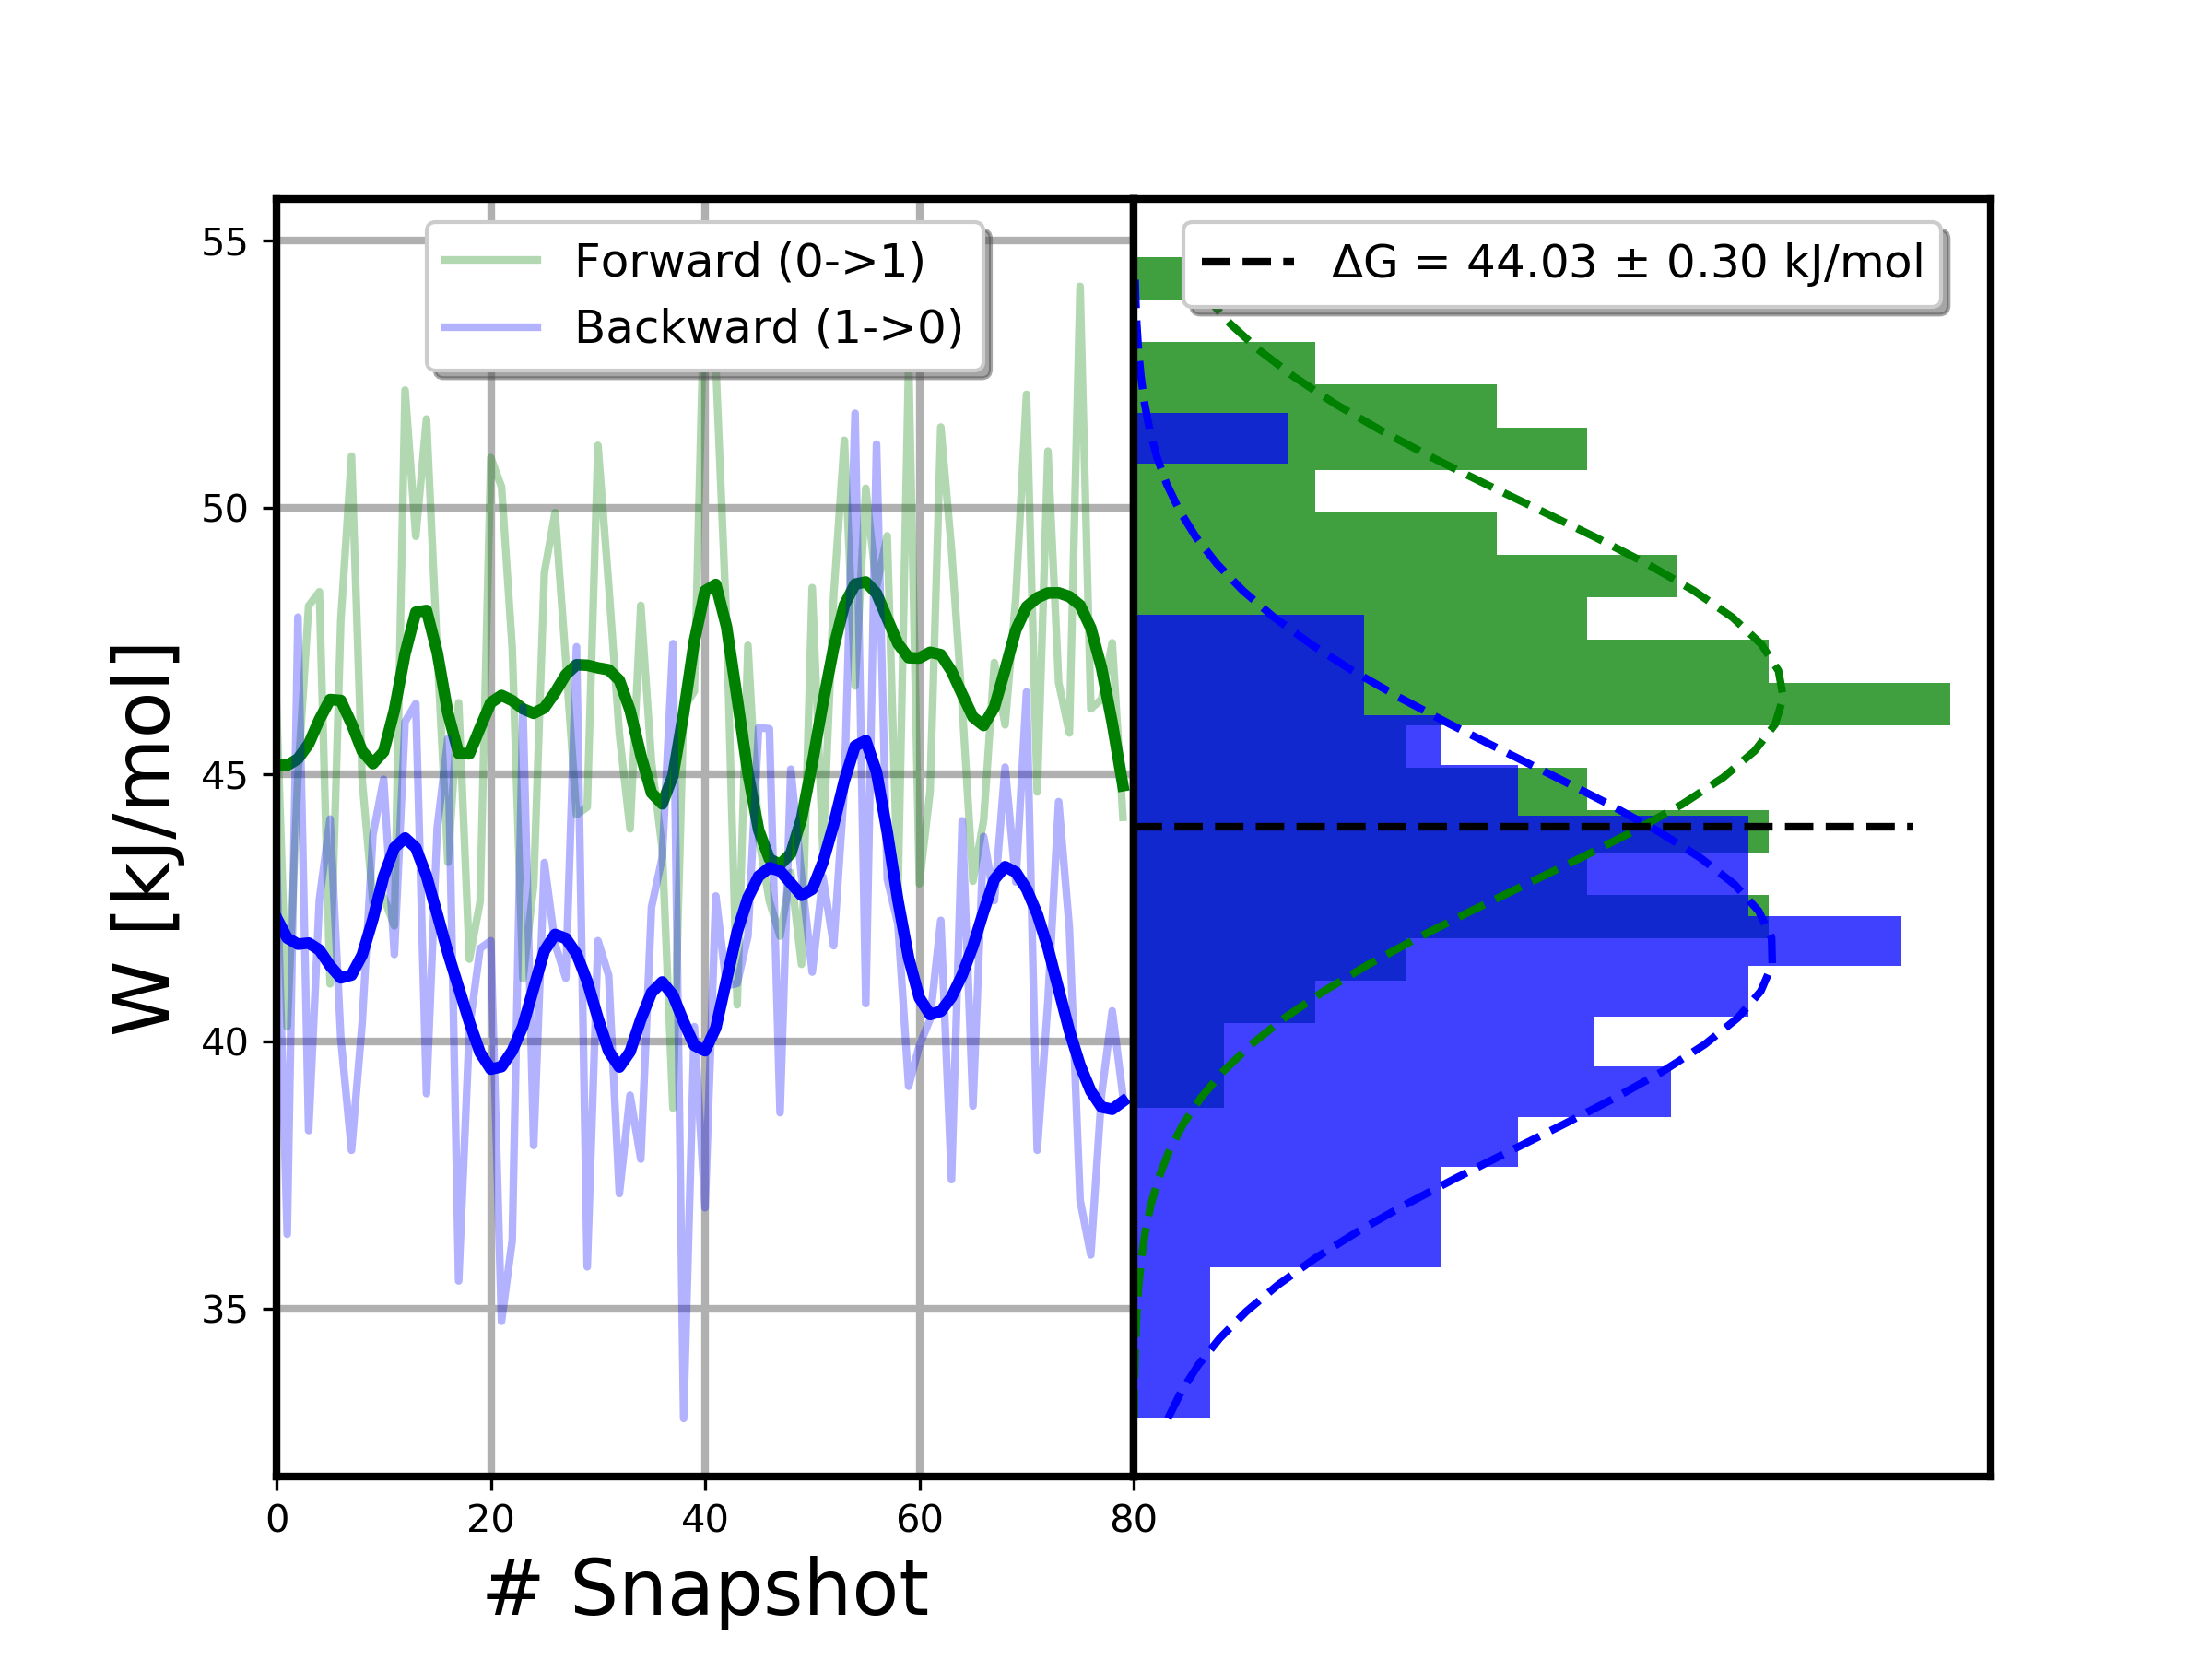 Forward (0->1)
Backward (1->0)
ΔG = 44.03 ± 0.30 kJ/mol
W [kJ/mol]
55
50
45
40
35
0 20 40 60 80
# Snapshot